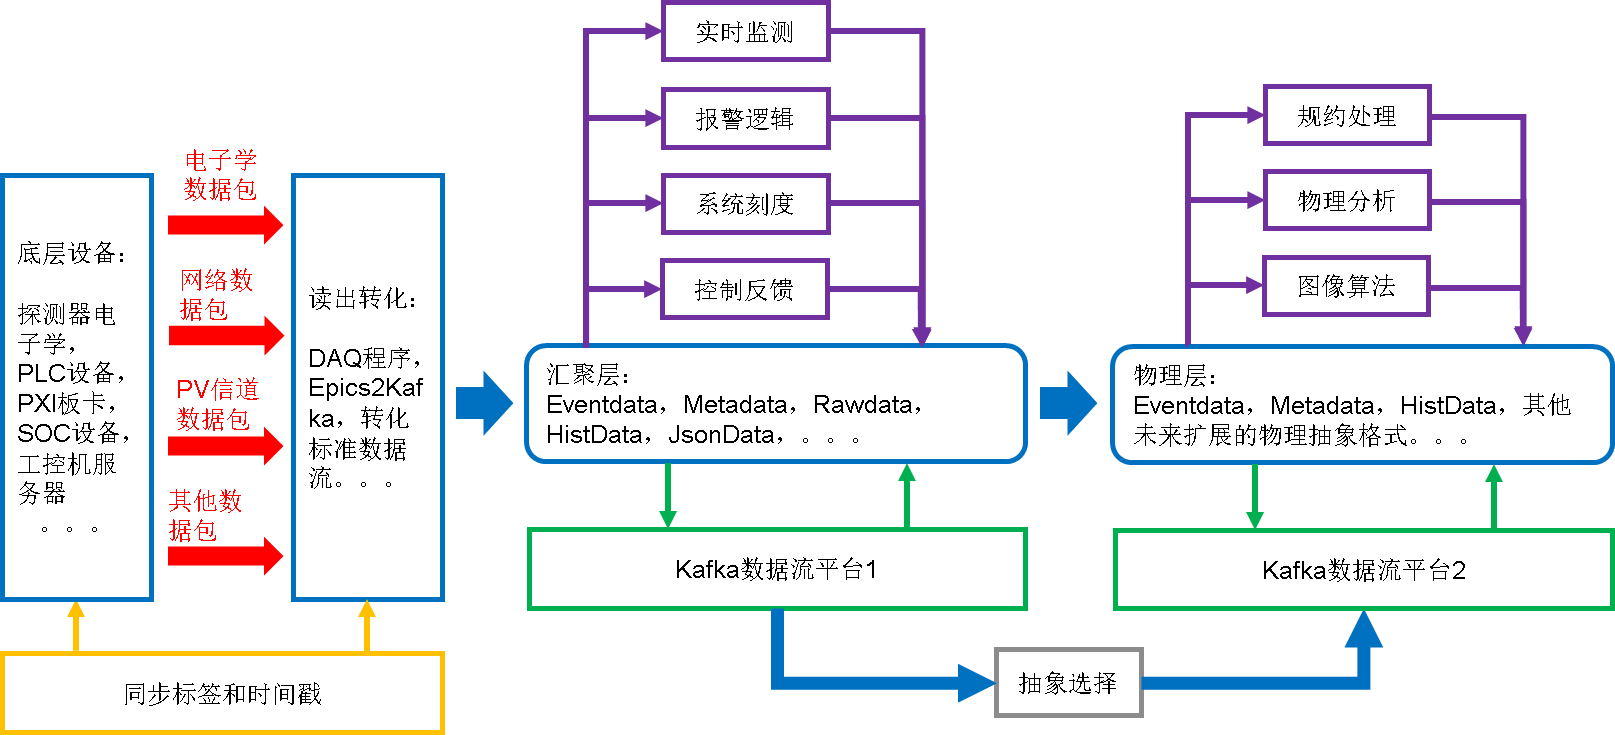 底层设备：
探测器电
子学，
PLC设备，
PXI板卡，
SOC设备，
工控机服
务器
。。。
电子学
数据包
网络数
据包
PV信道
数据包
其他数
据包
读出转化：
DAQ程序，
Epics2Kaf
ka，转化
标准数据
流。。。
同步标签和时间戳
实时监测
报警逻辑
系统刻度
控制反馈
汇聚层：
Eventdata，Metadata，Rawdata，
HistData，JsonData，。。。
Kafka数据流平台1
抽象选择
规约处理
物理分析
图像算法
物理层：
Eventdata，Metadata，HistData，其他
未来扩展的物理抽象格式。。。
Kafka数据流平台2